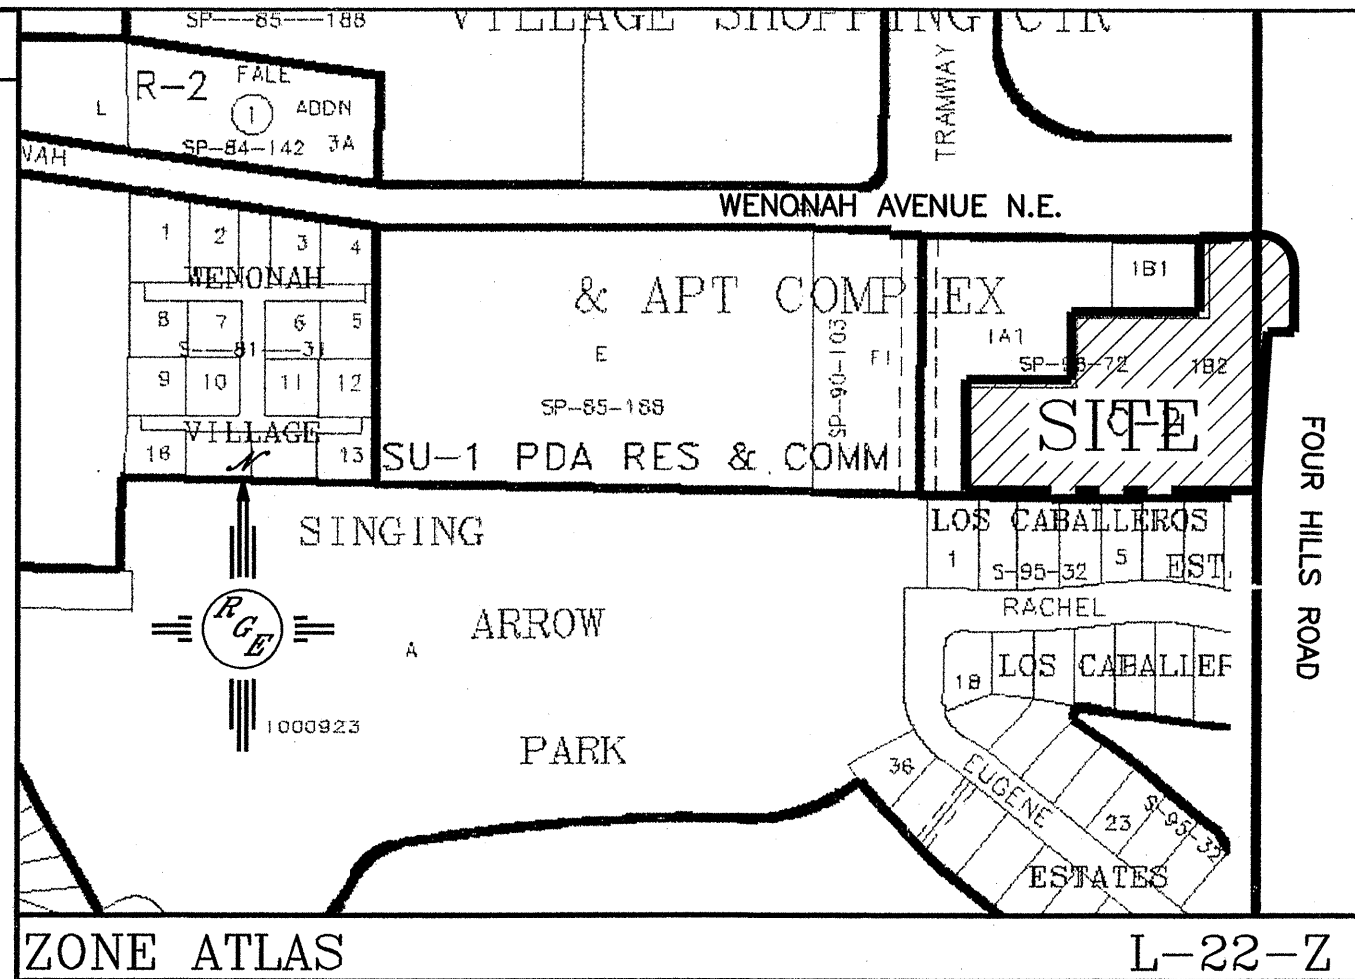 SP---85---188
VILLAGE SHOPPING CTR
R-2
FALE
1
ADDN
L
SP-84-142
3A
TRAMWAY
NAH
WENONAH AVENUE N.E.
1
2
3
4
WENONAH
8
7
6
5
S---81---31
9
10
11
12
VILLAGE
16
13
N
& APT COMPLEX
E
SP-85-188
SP-90-103
F1
SU-1 PDA RES & COMM
1B1
1A1
SP-98-72
1B2
SITE
FOUR HILLS ROAD
LOS CABALLEROS
1
S-95-32
5
EST.
RACHEL
18
LOS CABALLER
SINGING
ARROW
A
PARK
RGE
1000923
36
EUGENE
23
S-95-32
ESTATES
ZONE ATLAS
L-22-Z